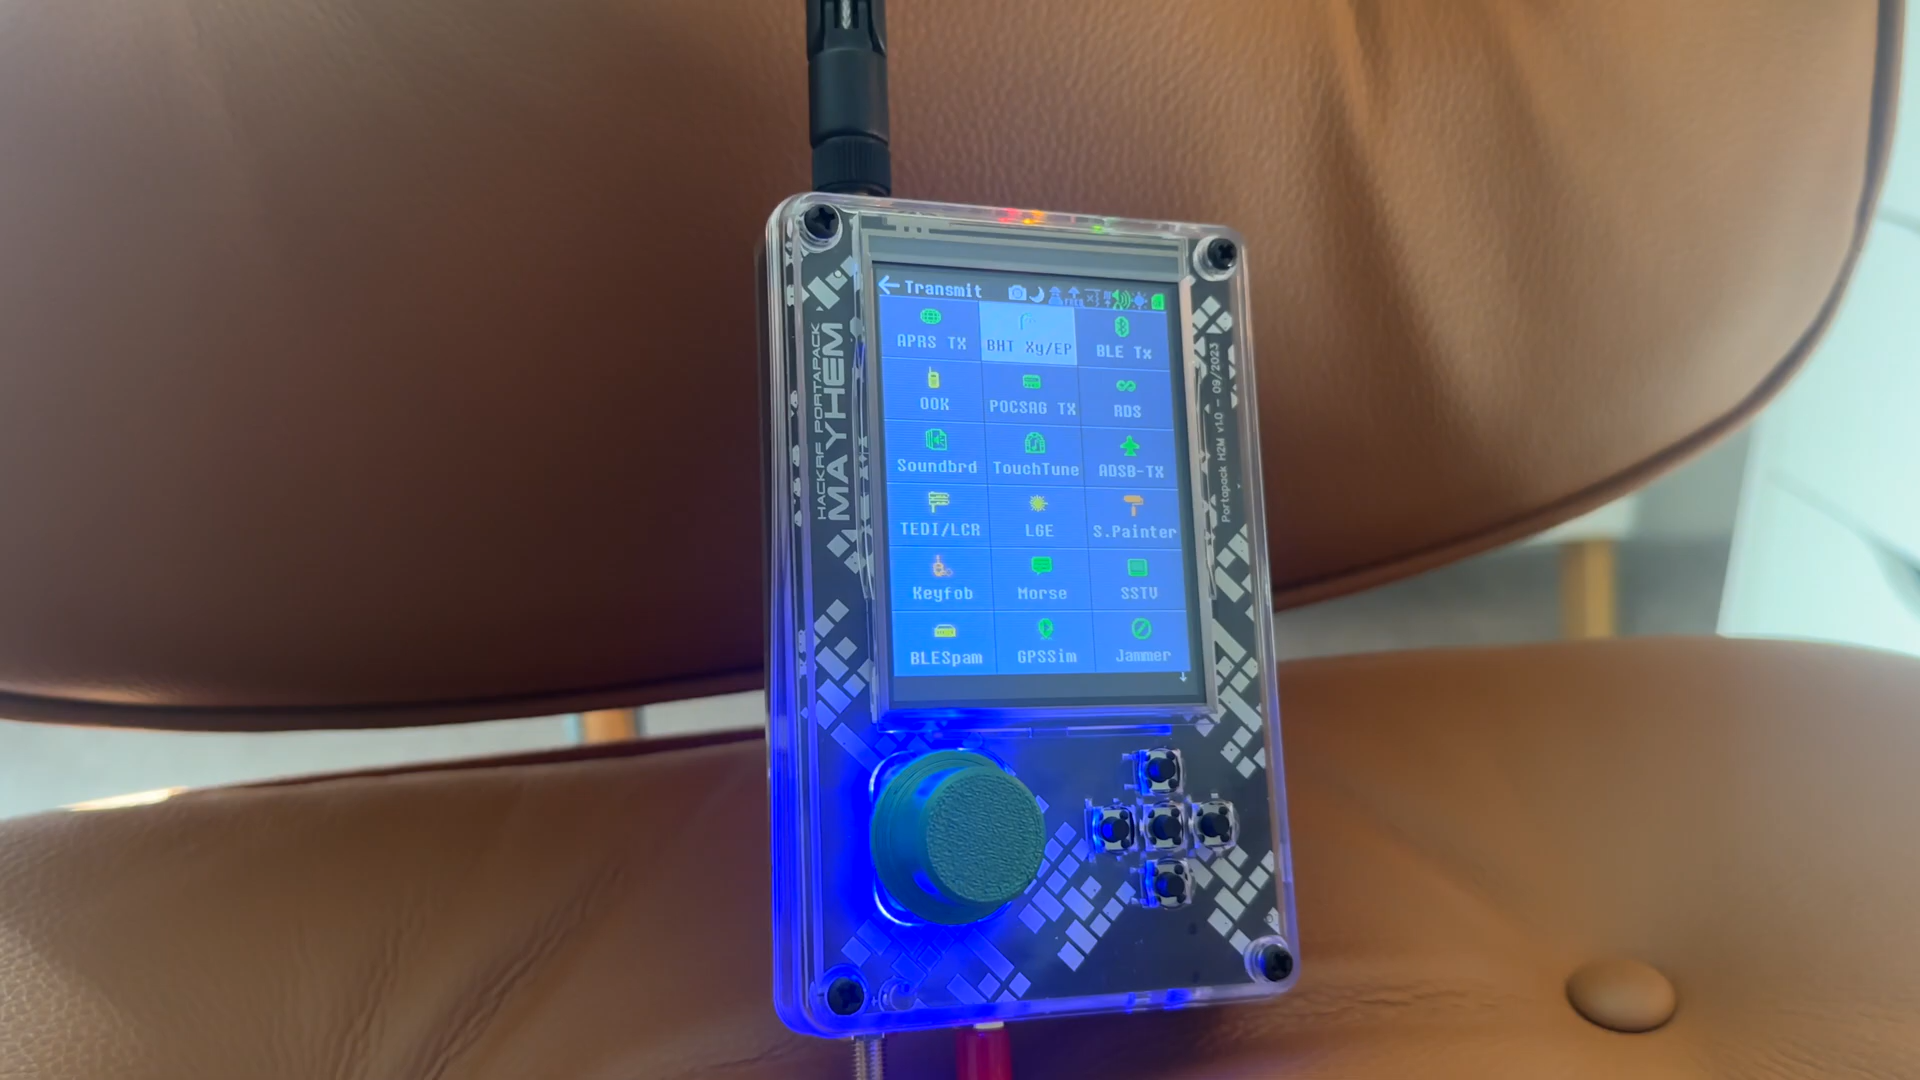 Transmit
APRS TX
BHT Xy/EP
BLE Tx
OOK
POCSAG TX
RDS
Soundbrd
TouchTune
ADSB-TX
TEDI/LCR
LGE
S.Painter
Keyfob
Morse
SSTV
BLESpam
GPSSim
Jammer
HACKRF PORTAPACK
MAYHEM
Portapack H2M v1.0 - 09/2023